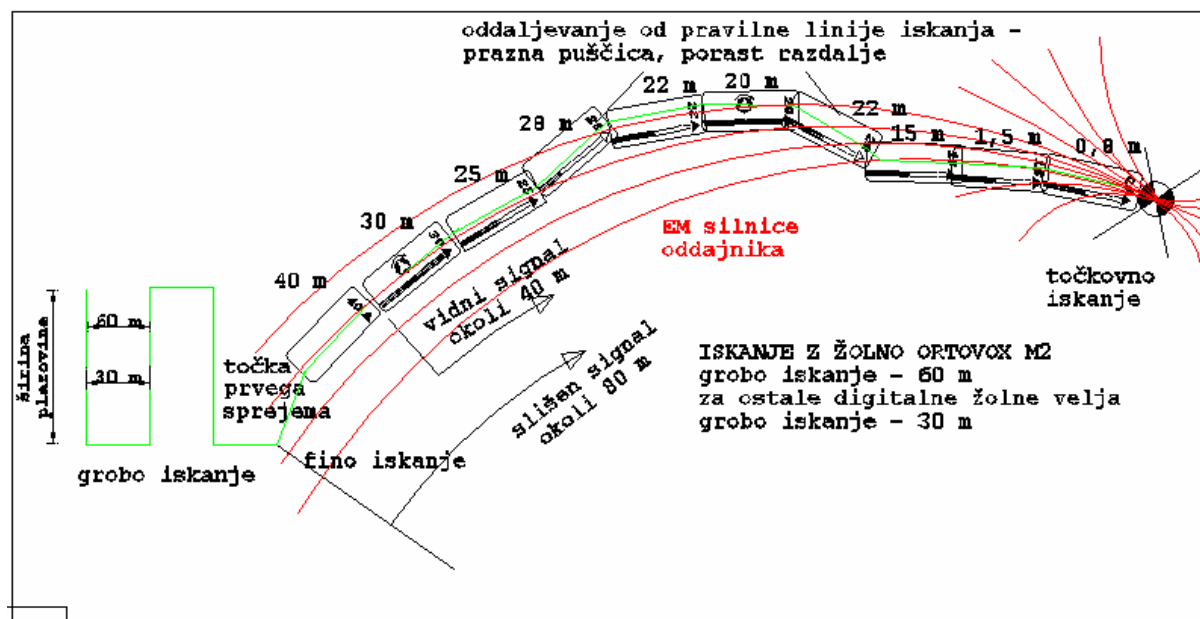 oddaljevanje od pravilne linije iskanja -
prazna puščica, porast razdalje
22 m
20 m
28 m
22 m
15 m
1,5 m
0,8 m
25 m
30 m
40 m
EM silnice
oddajnika
vidni signal
okoli 40 m
slišen signal
okoli 80 m
točkovno
iskanje
60 m
30 m
širina
plazovine
točka
prvega
sprejema
ISKANJE Z ŽOLNO ORTOVOX M2
grobo iskanje - 60 m
za ostale digitalne žolne velja
grobo iskanje - 30 m
fino iskanje
grobo iskanje